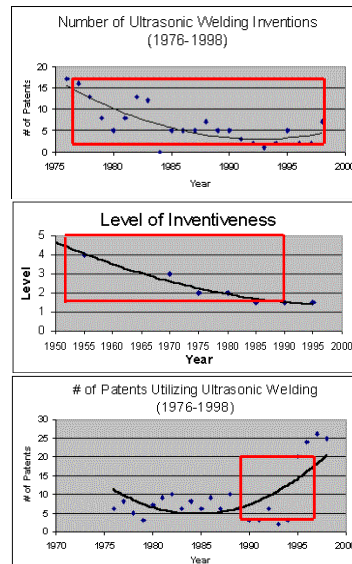 Number of Ultrasonic Welding Inventions
(1976-1998)
# of Patents
20
15
10
5
0
1975 1980 1985 1990 1995 2000
Year
Level of Inventiveness
Level
5
4
3
2
1
0
1950 1955 1960 1965 1970 1975 1980 1985 1990 1995 2000
Year
# of Patents Utilizing Ultrasonic Welding
(1976-1998)
# of Patents
30
25
20
15
10
5
0
1970 1975 1980 1985 1990 1995 2000
Year